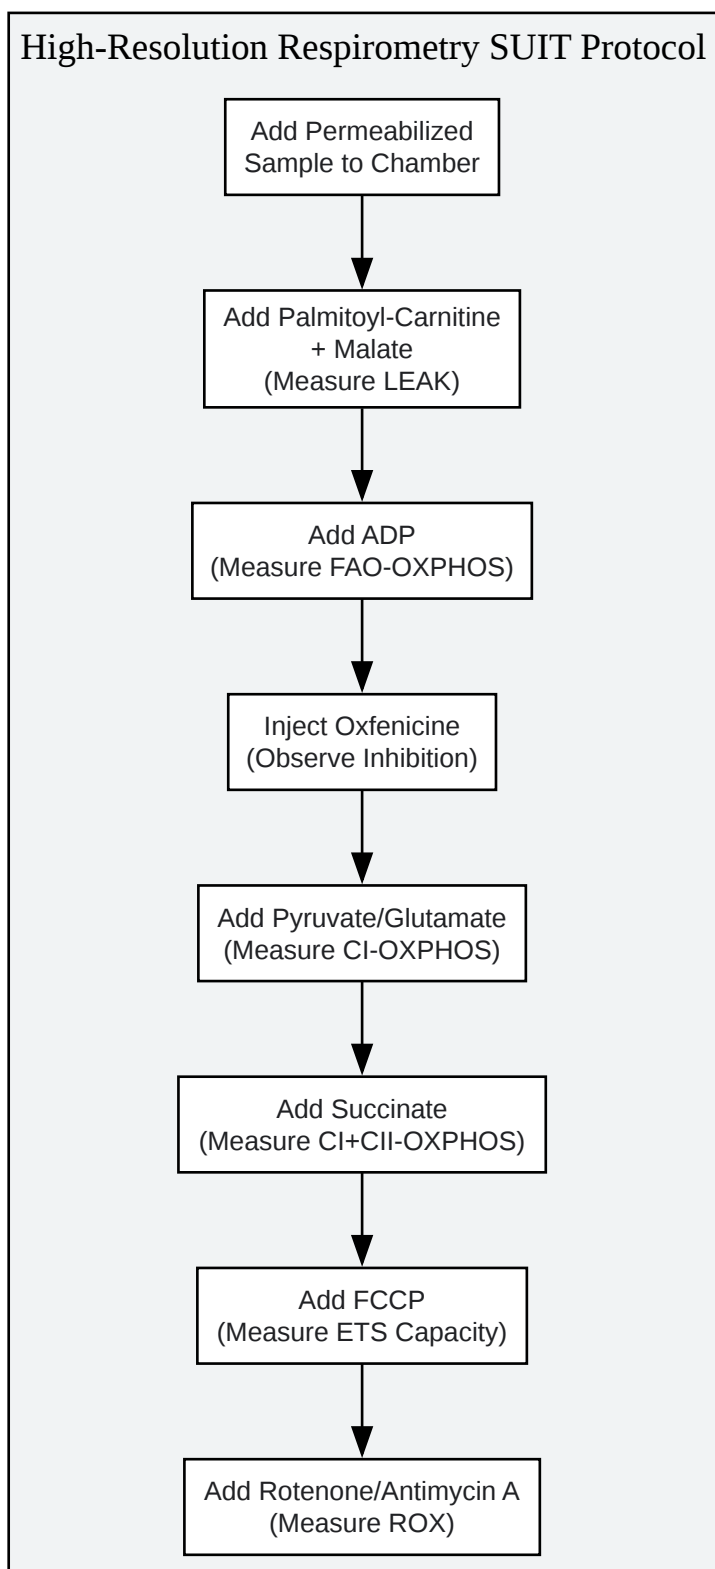 High-Resolution Respirometry SUIT Protocol
Add Permeabilized
Sample to Chamber
Add Palmitoyl-Carnitine
+ Malate
(Measure LEAK)
Add ADP
(Measure FAO-OXPHOS)
Inject Oxfenicine
(Observe Inhibition)
Add Pyruvate/Glutamate
(Measure CI-OXPHOS)
Add Succinate
(Measure CI+CII-OXPHOS)
Add FCCP
(Measure ETS Capacity)
Add Rotenone/Antimycin A
(Measure ROX)